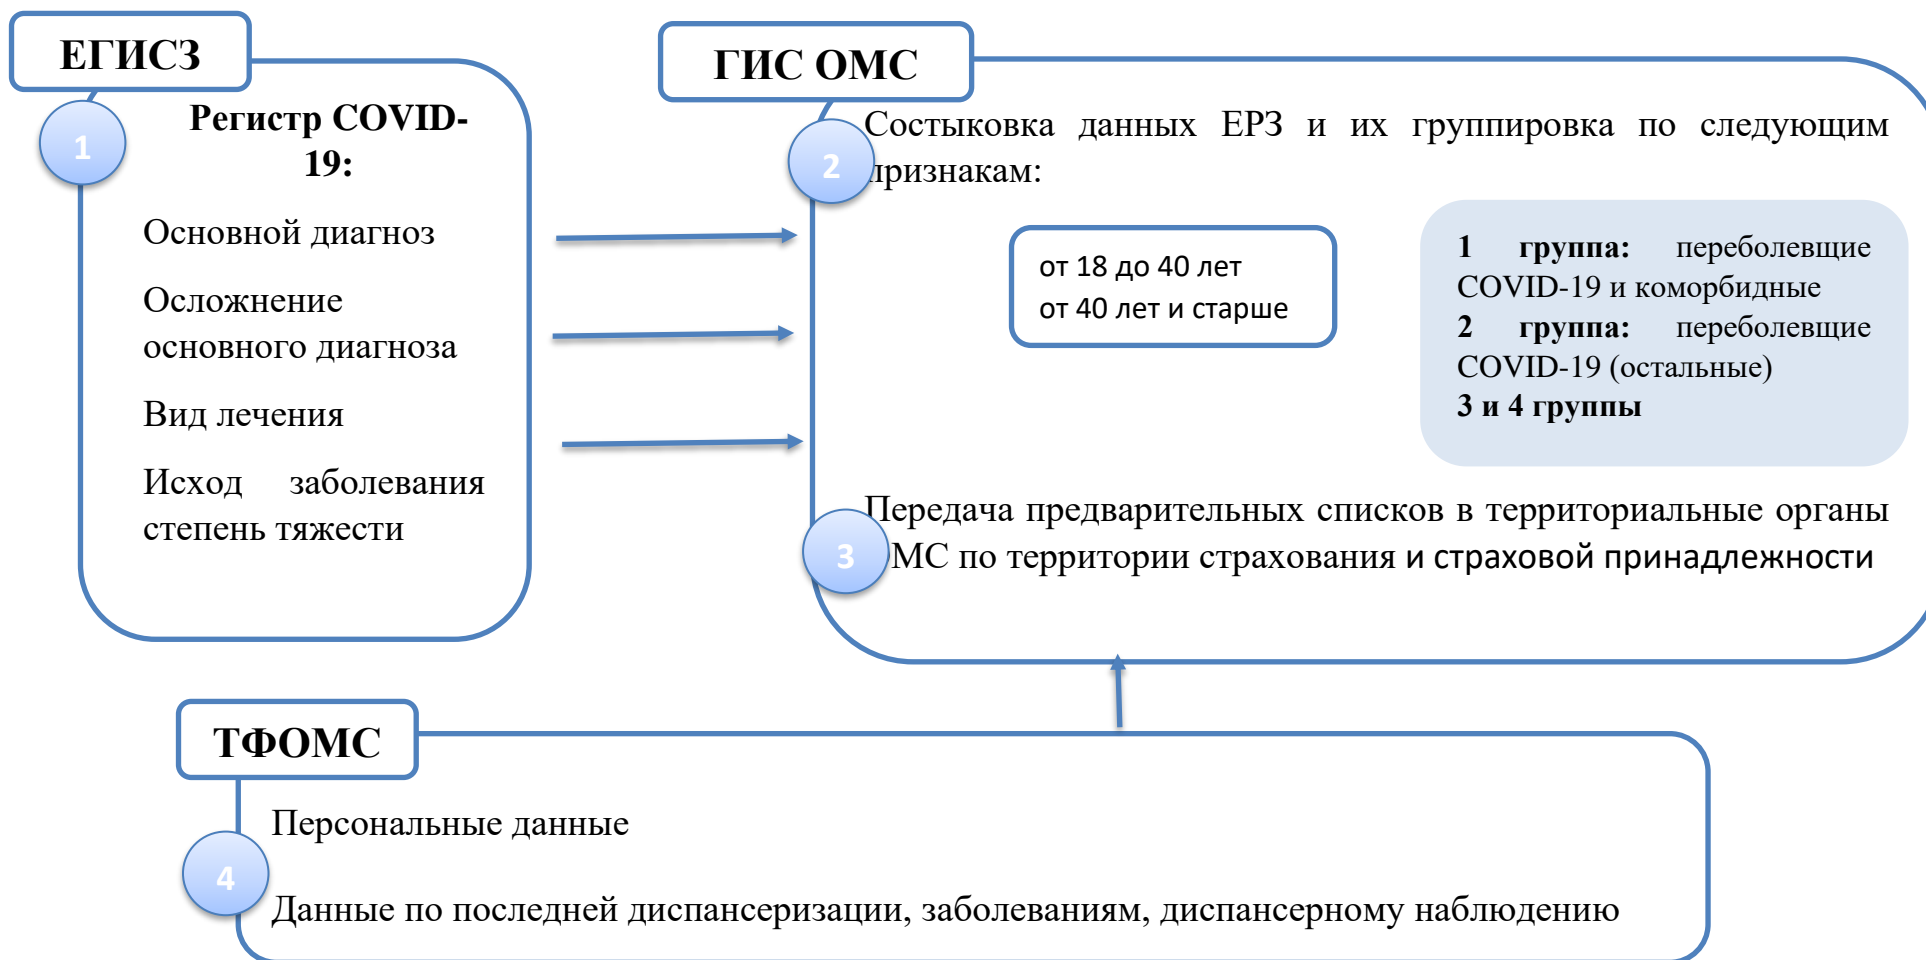 ЕГИСЗ
1
Регистр COVID-
19:
Основной диагноз
Осложнение
основного диагноза
Вид лечения
Исход заболевания
степень тяжести
ГИС ОМС
2
Состыковка данных ЕРЗ и их группировка по следующим
признакам:
от 18 до 40 лет
от 40 лет и старше
1 группа: переболевщие
COVID-19 и коморбидные
2 группа: переболевщие
COVID-19 (остальные)
3 и 4 группы
3
Передача предварительных списков в территориальные органы
ОМС по территории страхования и страховой принадлежности
ТФОМС
4
Персональные данные
Данные по последней диспансеризации, заболеваниям, диспансерному наблюдению